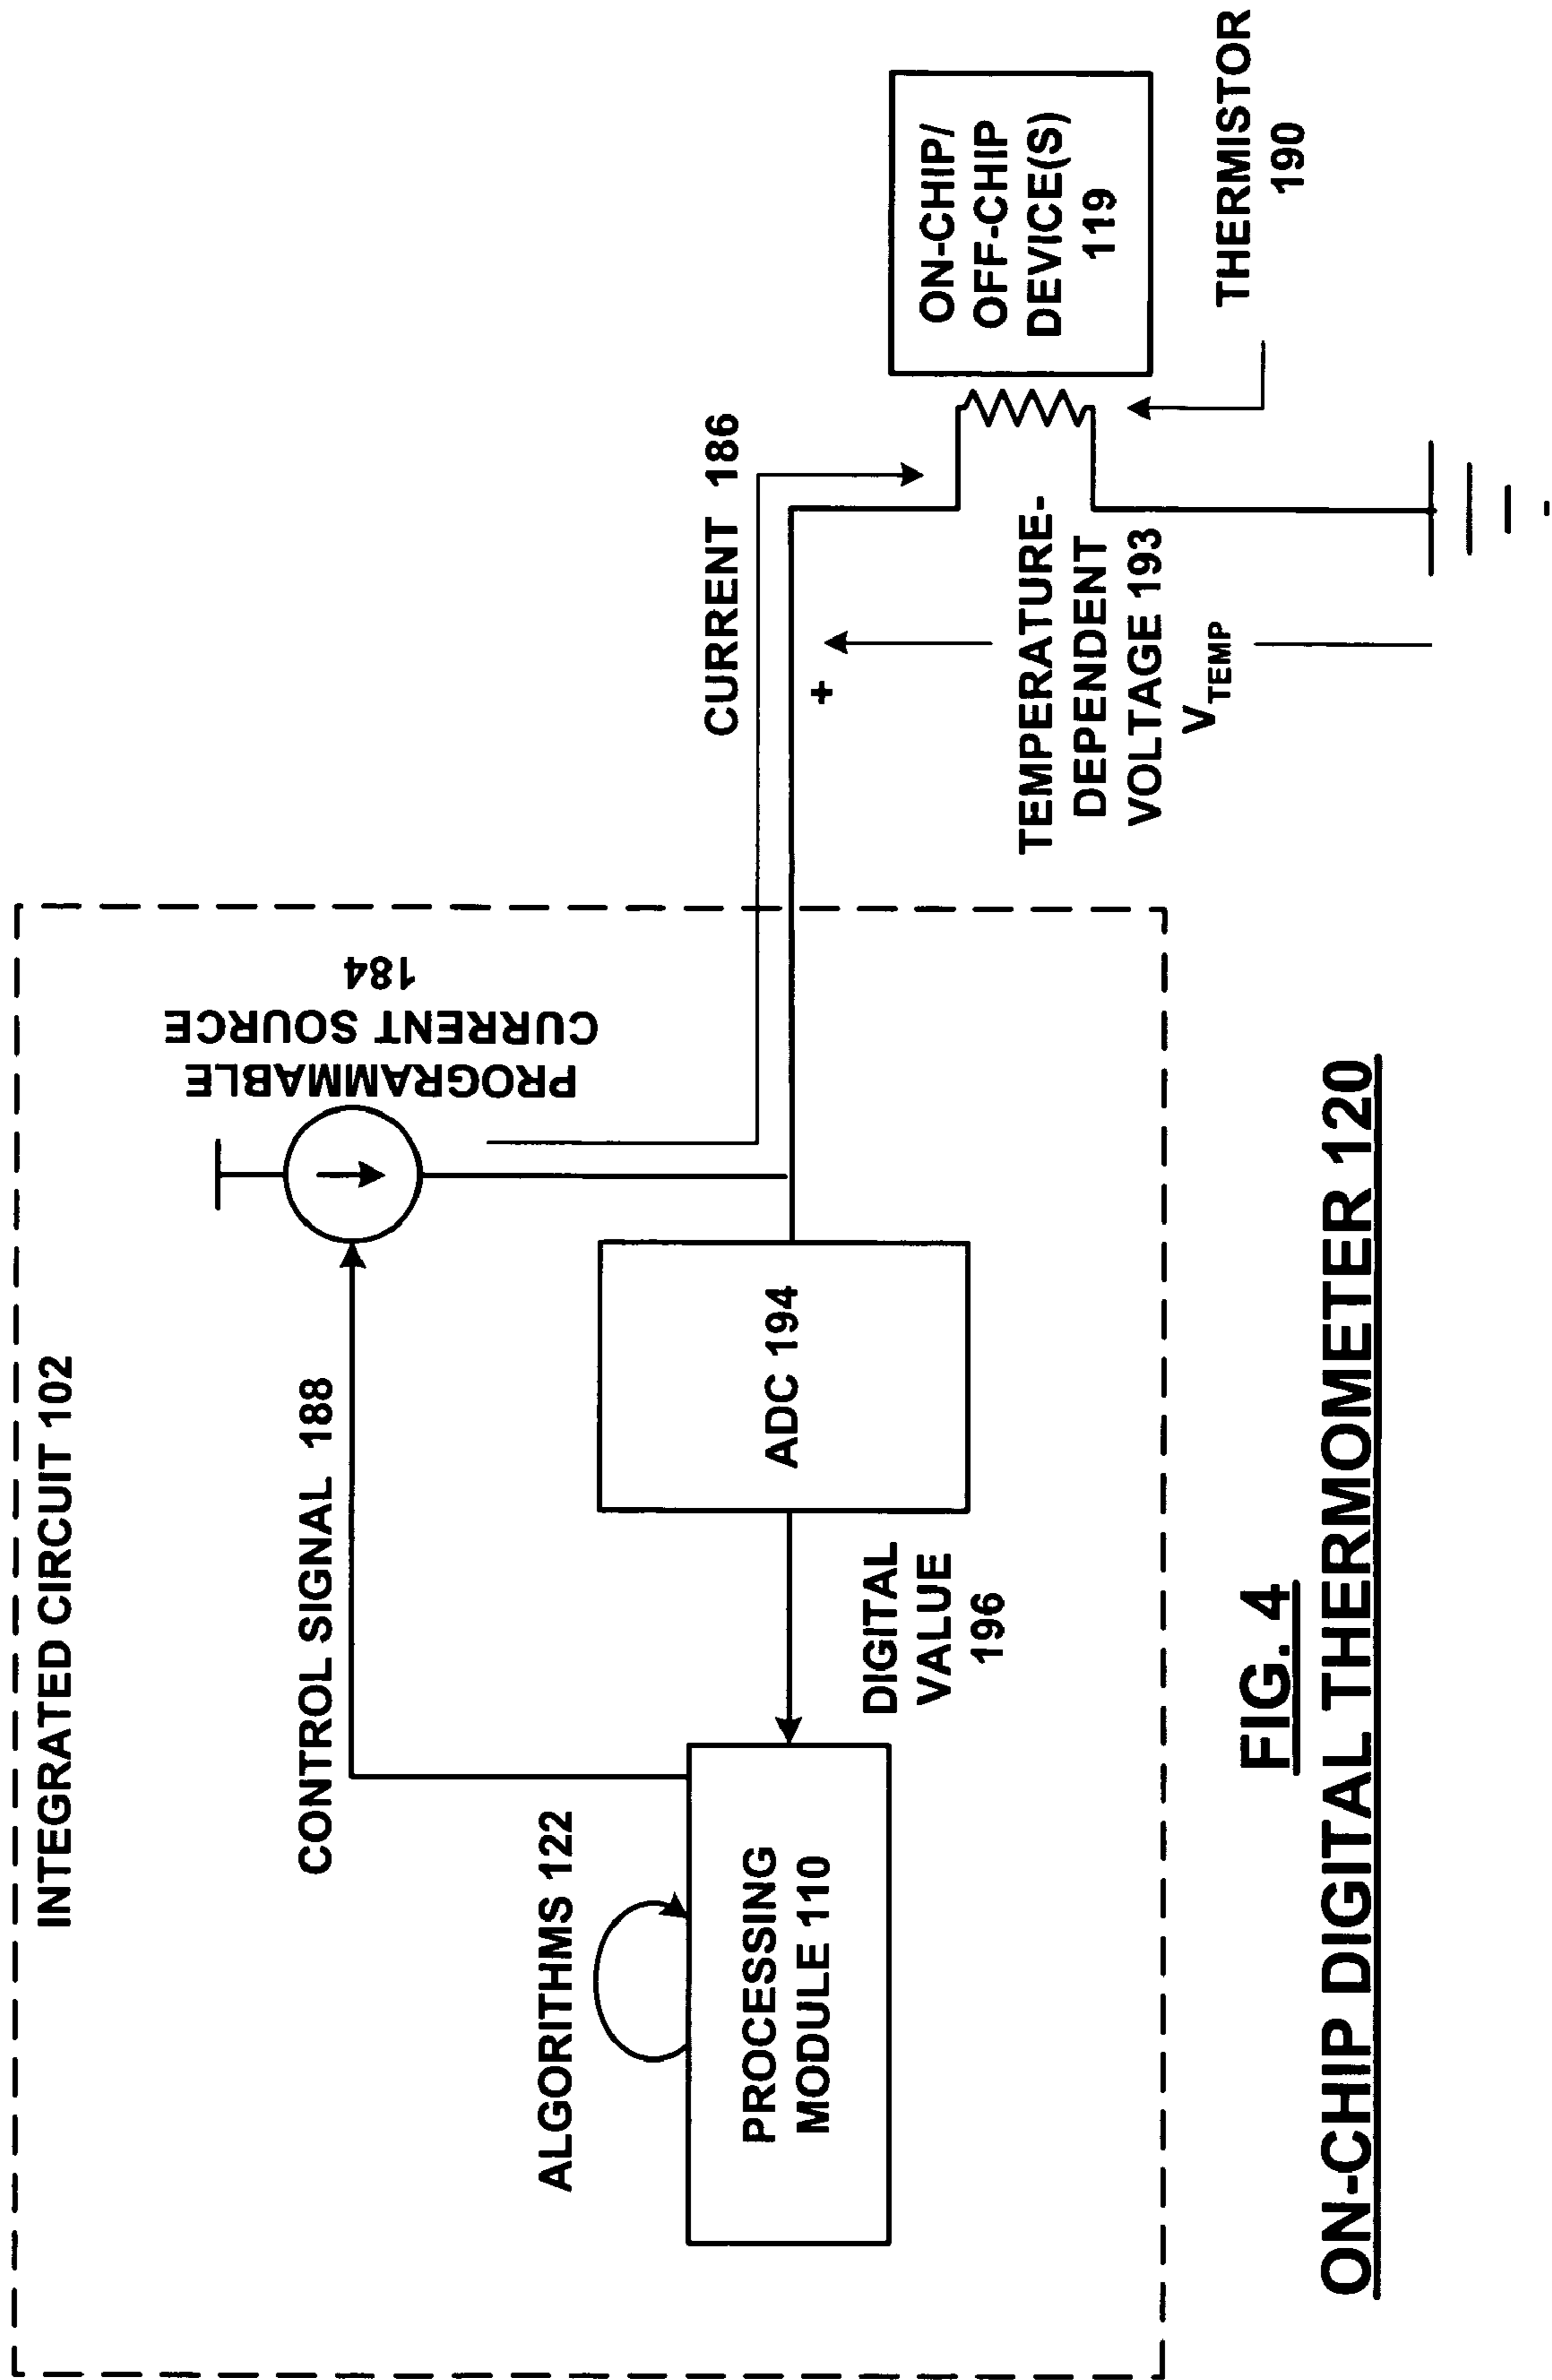 INTEGRATED CIRCUIT 102
CONTROL SIGNAL 188
PROGRAMMABLE
CURRENT SOURCE
184
ALGORITHMS 122
PROCESSING
MODULE 110
DIGITAL
VALUE
196
ADC 194
CURRENT 186
+
TEMPERATURE-
DEPENDENT
VOLTAGE 193
VTEMP
ON-CHIP/
OFF-CHIP
DEVICE(S)
119
THERMISTOR
190
-
FIG. 4
ON-CHIP DIGITAL THERMOMETER 120